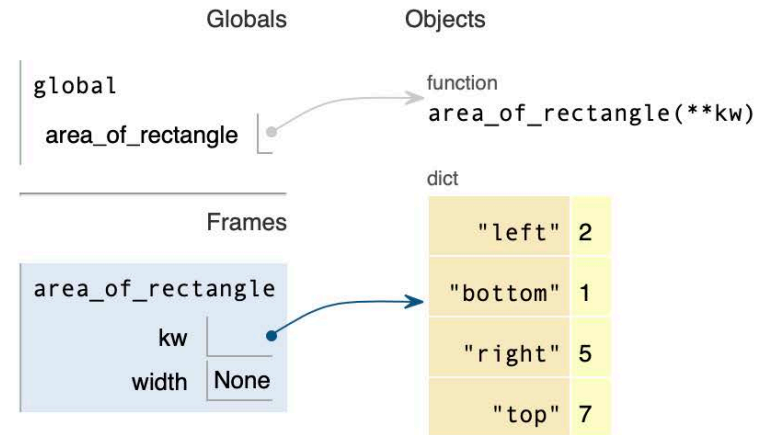 Globals
Objects
global
area_of_rectangle
function
area_of_rectangle(**kw)
Frames
area_of_rectangle
kw
width None
dict
"left" 2
"bottom" 1
"right" 5
"top" 7